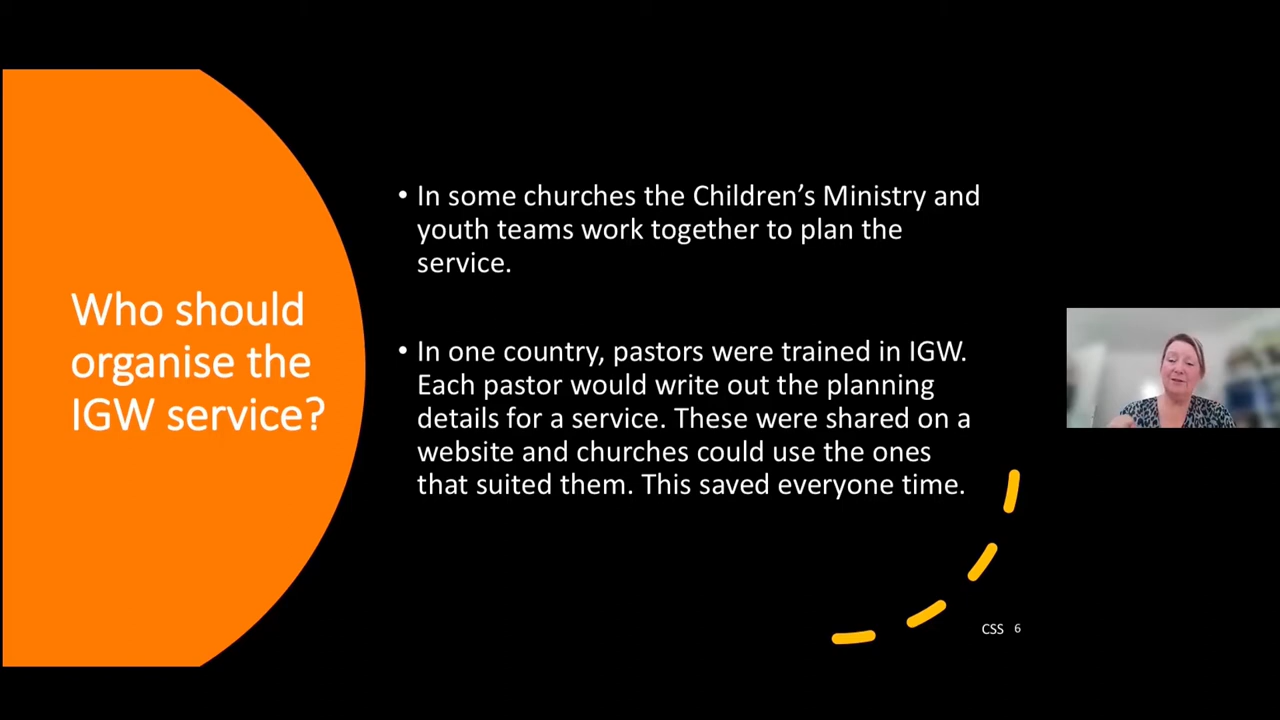 Who should
organise the
IGW service?
• In some churches the Children’s Ministry and
youth teams work together to plan the
service.
• In one country, pastors were trained in IGW.
Each pastor would write out the planning
details for a service. These were shared on a
website and churches could use the ones
that suited them. This saved everyone time.
CSS 6